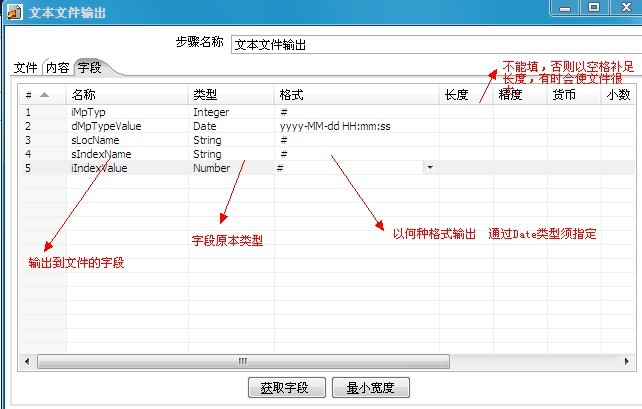 文本文件输出
步骤名称 文本文件输出
文件 内容 字段
不能填，否则以空格补足
长度，有时会使文件很
# 名称 类型 格式 长度 精度 货币 小数
1 iMpTyp Integer #
2 dMpTypeValue Date yyyy-MM-dd HH:mm:ss
3 sLocName String #
4 sIndexName String #
5 iIndexValue Number #
字段原本类型
以何种格式输出 通过Date类型须指定
输出到文件的字段
获取字段 最小宽度